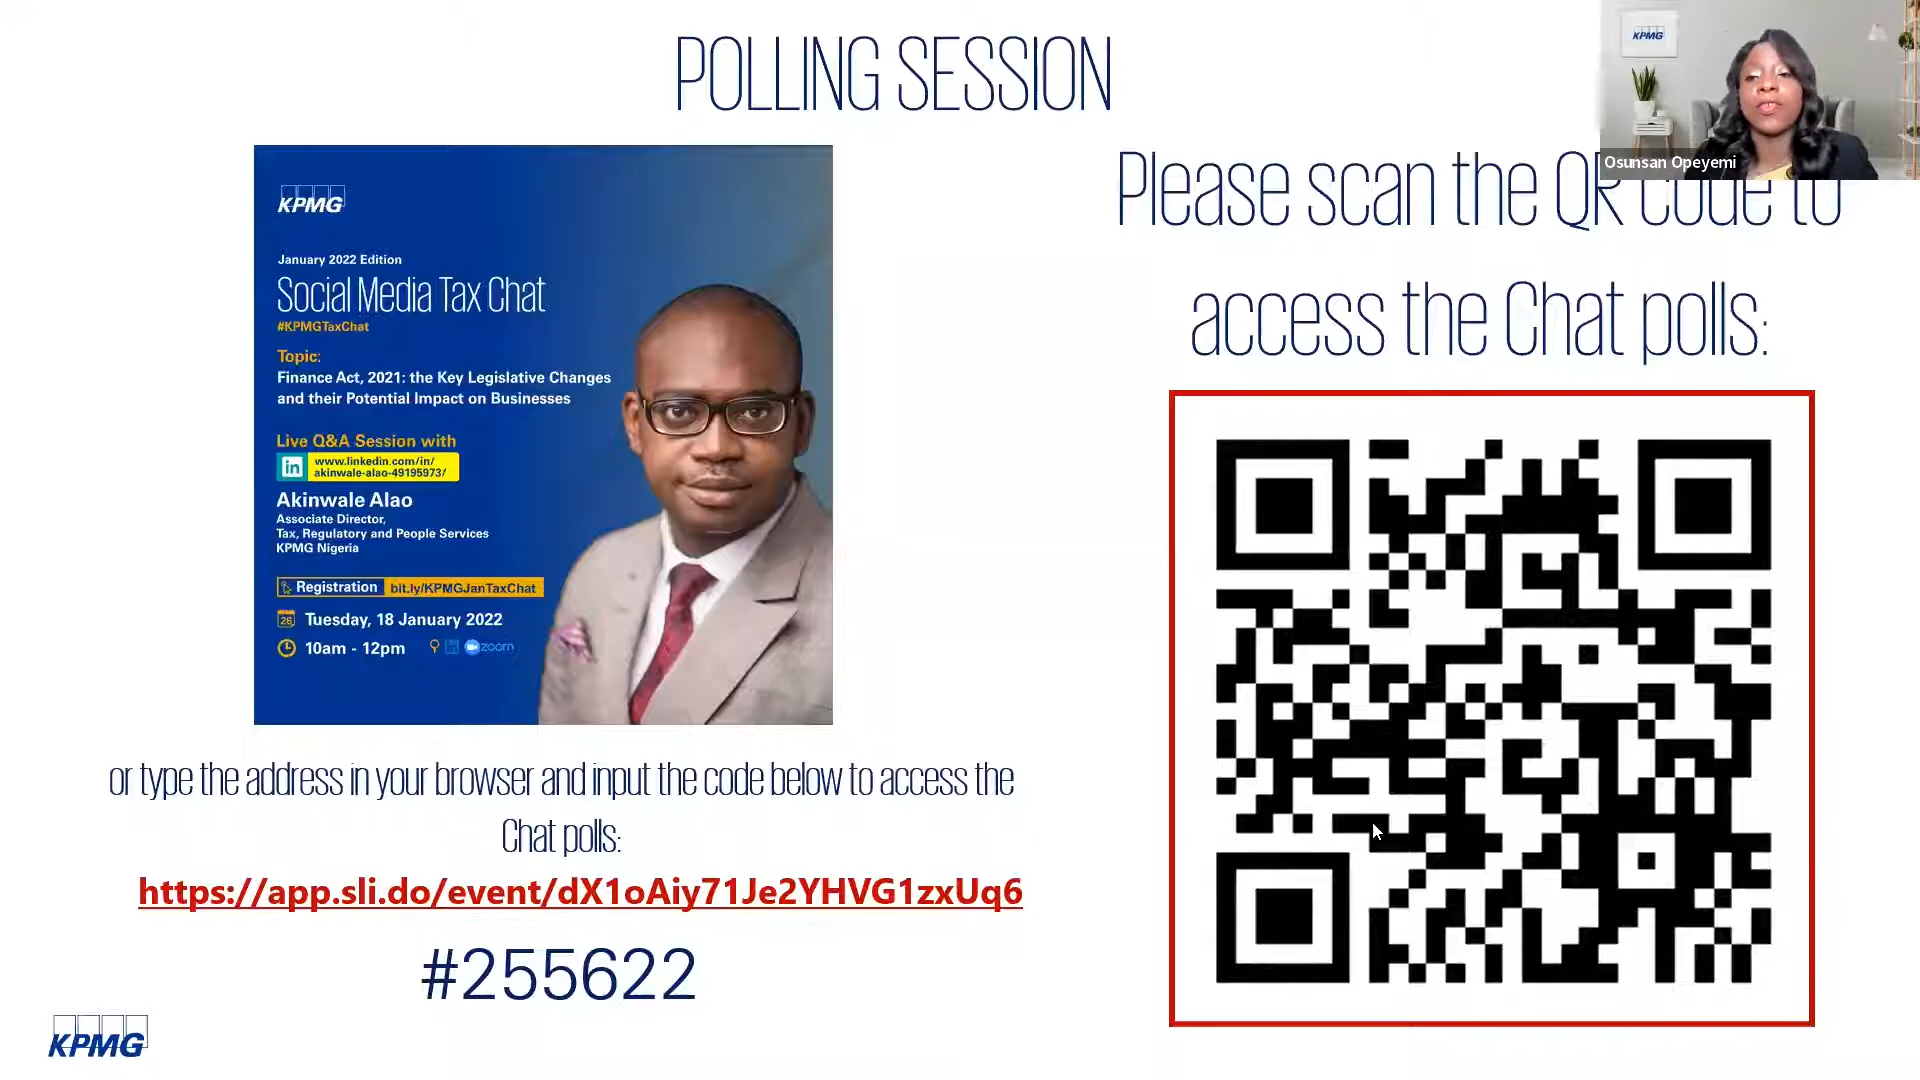 POLLING SESSION
KPMG
Osunsan Opeyemi
KPMG
January 2022 Edition
Social Media Tax Chat
#KPMGTaxChat
Topic:
Finance Act, 2021: the Key Legislative Changes
and their Potential Impact on Businesses
Live Q&A Session with
in
www.linkedin.com/in/
akinwale-alao-49195973/
Akinwale Alao
Associate Director,
Tax, Regulatory and People Services
KPMG Nigeria
Registration bit.ly/KPMGJanTaxChat
26 Tuesday, 18 January 2022
10am - 12pm zoom
Please scan the QR code to
access the Chat polls:
or type the address in your browser and input the code below to access the
Chat polls:
https://app.sli.do/event/dX1oAiy71Je2YHVG1zxUq6
#255622
KPMG